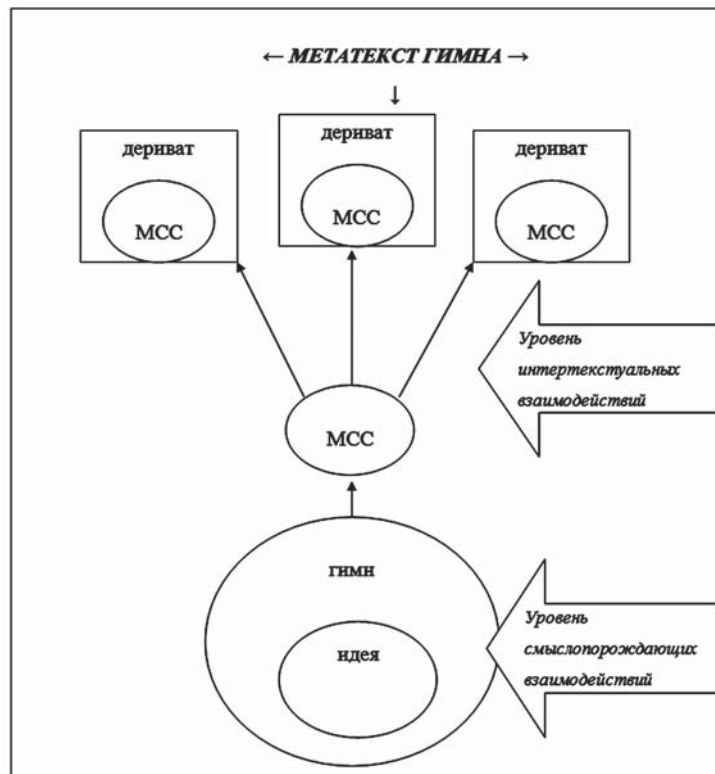 ← МЕТАТЕКСТ ГИМНА →
↓
дериват
МСС
дериват
МСС
дериват
МСС
Уровень
интертекстуальных
взаимодействий
МСС
гимн
идея
Уровень
смыслопорождающих
взаимодействий